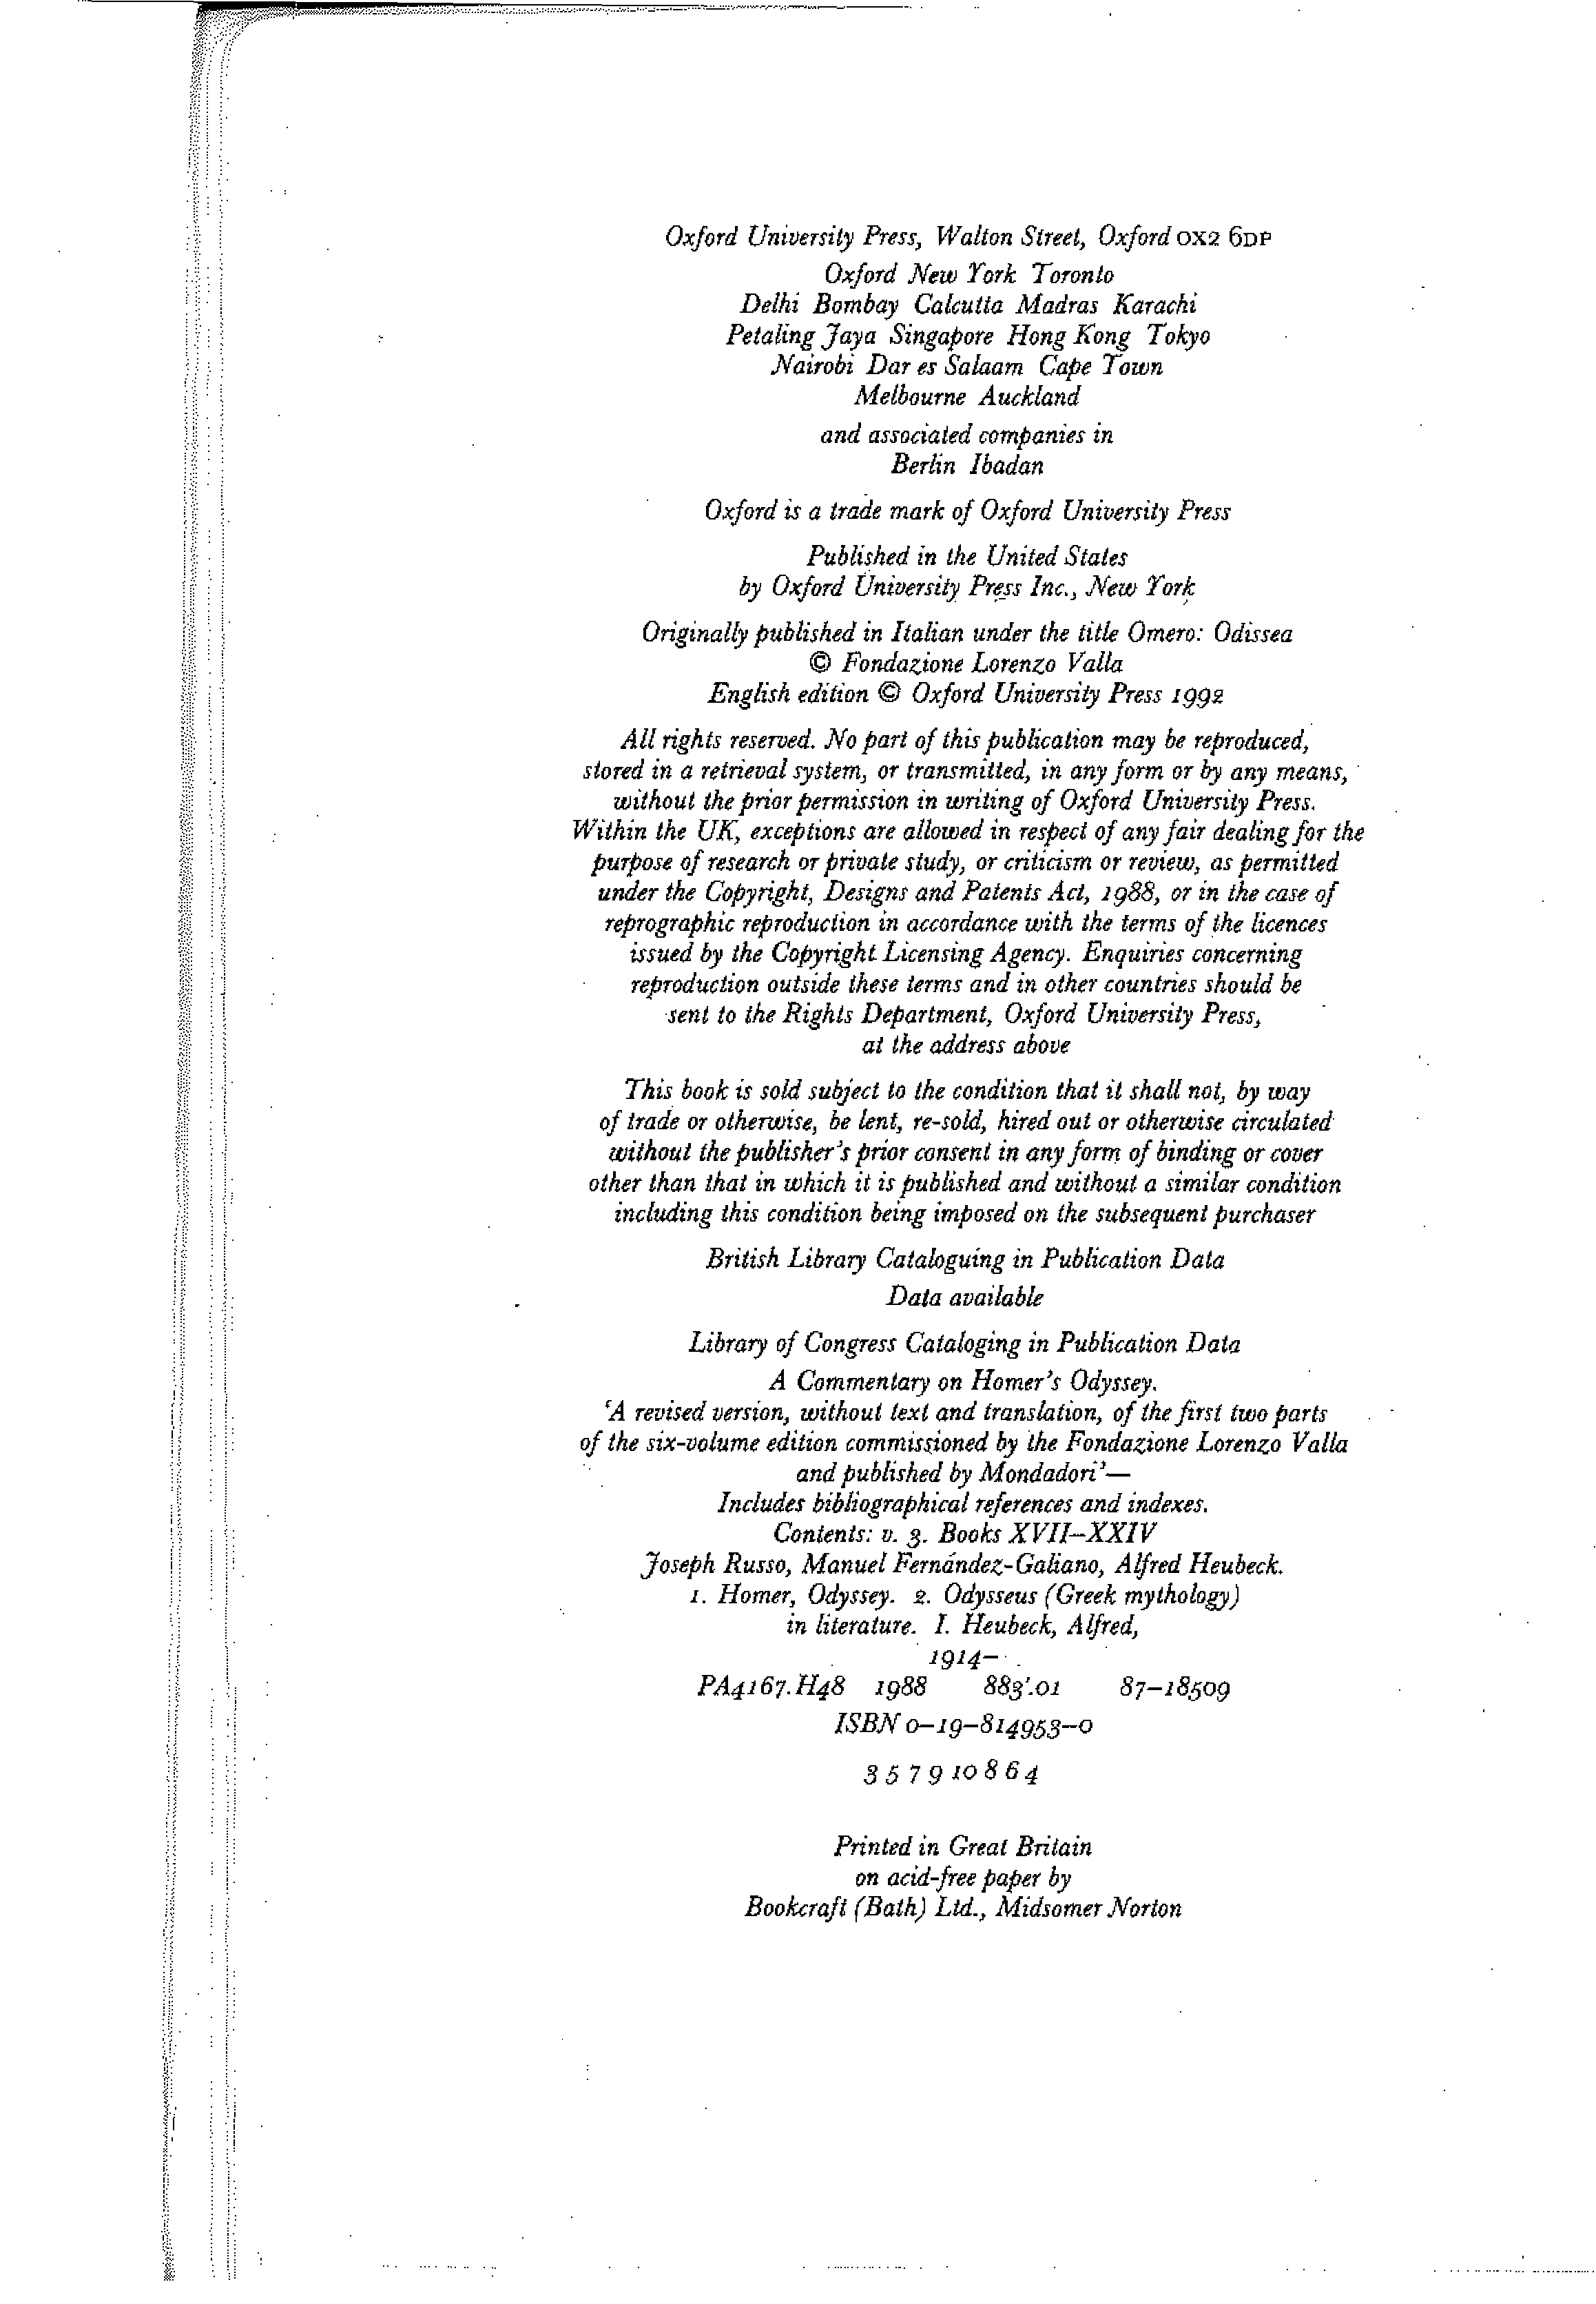 Oxford University Press, Walton Street, Oxford OX2 6DP
Oxford New York Toronto
Delhi Bombay Calcutta Madras Karachi
Petaling Jaya Singapore Hong Kong Tokyo
Nairobi Dar es Salaam Cape Town
Melbourne Auckland
and associated companies in
Berlin Ibadan
Oxford is a trade mark of Oxford University Press
Published in the United States
by Oxford University Press Inc., New York
Originally published in Italian under the title Omero: Odissea
© Fondazione Lorenzo Valla
English edition © Oxford University Press 1992
All rights reserved. No part of this publication may be reproduced,
stored in a retrieval system, or transmitted, in any form or by any means,
without the prior permission in writing of Oxford University Press.
Within the UK, exceptions are allowed in respect of any fair dealing for the
purpose of research or private study, or criticism or review, as permitted
under the Copyright, Designs and Patents Act, 1988, or in the case of
reprographic reproduction in accordance with the terms of the licences
issued by the Copyright Licensing Agency. Enquiries concerning
reproduction outside these terms and in other countries should be
sent to the Rights Department, Oxford University Press,
at the address above
This book is sold subject to the condition that it shall not, by way
of trade or otherwise, be lent, re-sold, hired out or otherwise circulated
without the publisher's prior consent in any form of binding or cover
other than that in which it is published and without a similar condition
including this condition being imposed on the subsequent purchaser
British Library Cataloguing in Publication Data
Data available
Library of Congress Cataloging in Publication Data
A Commentary on Homer's Odyssey.
‘A revised version, without text and translation, of the first two parts
of the six-volume edition commissioned by the Fondazione Lorenzo Valla
and published by Mondadori’—
Includes bibliographical references and indexes.
Contents: v. 3. Books XVII–XXIV
Joseph Russo, Manuel Fernández-Galiano, Alfred Heubeck.
1. Homer, Odyssey. 2. Odysseus (Greek mythology)
in literature. I. Heubeck, Alfred,
1914– .
PA4167.H48 1988 883'.01 87–18509
ISBN 0–19–814953–0
3 5 7 9 10 8 6 4
Printed in Great Britain
on acid-free paper by
Bookcraft (Bath) Ltd., Midsomer Norton